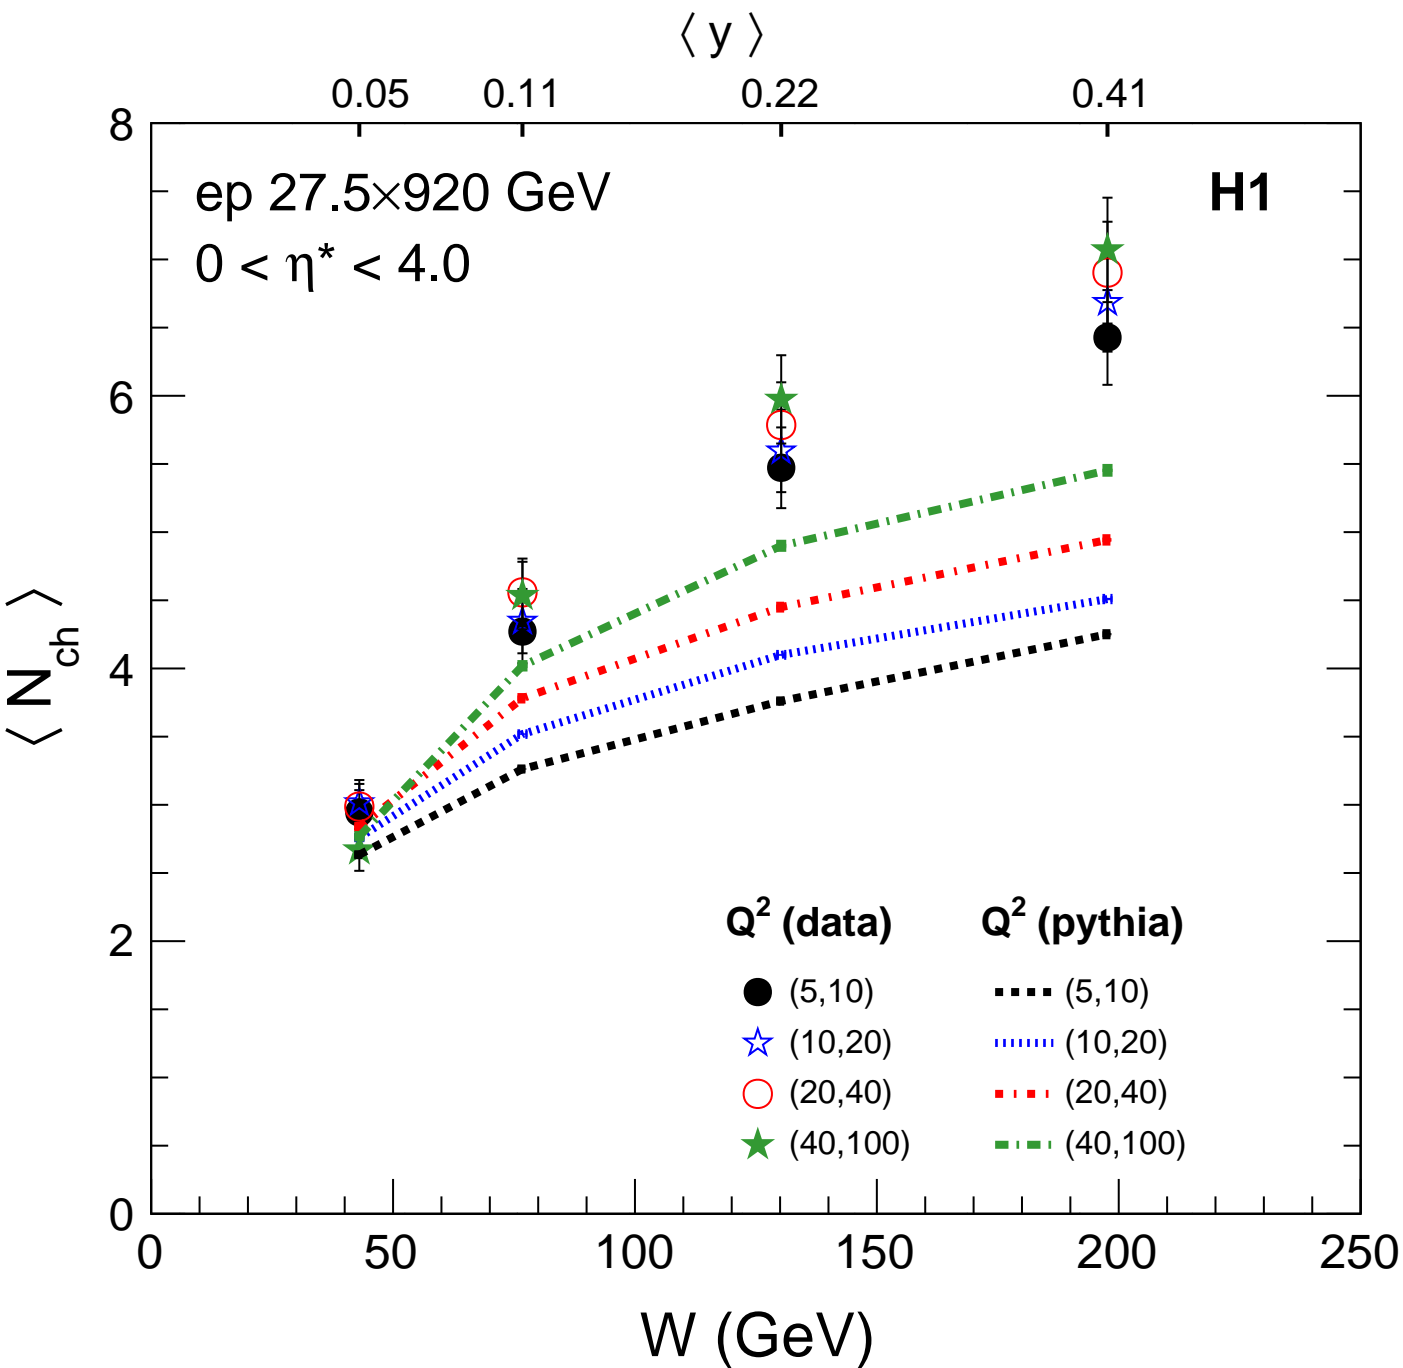 ⟨ y ⟩
0.05 0.11 0.22 0.41
8
ep 27.5×920 GeV H1
0 < η* < 4.0
6
4
⟨ N_ch ⟩
2
Q² (data) Q² (pythia)
(5,10) (5,10)
(10,20) (10,20)
(20,40) (20,40)
(40,100) (40,100)
0
0 50 100 150 200 250
W (GeV)